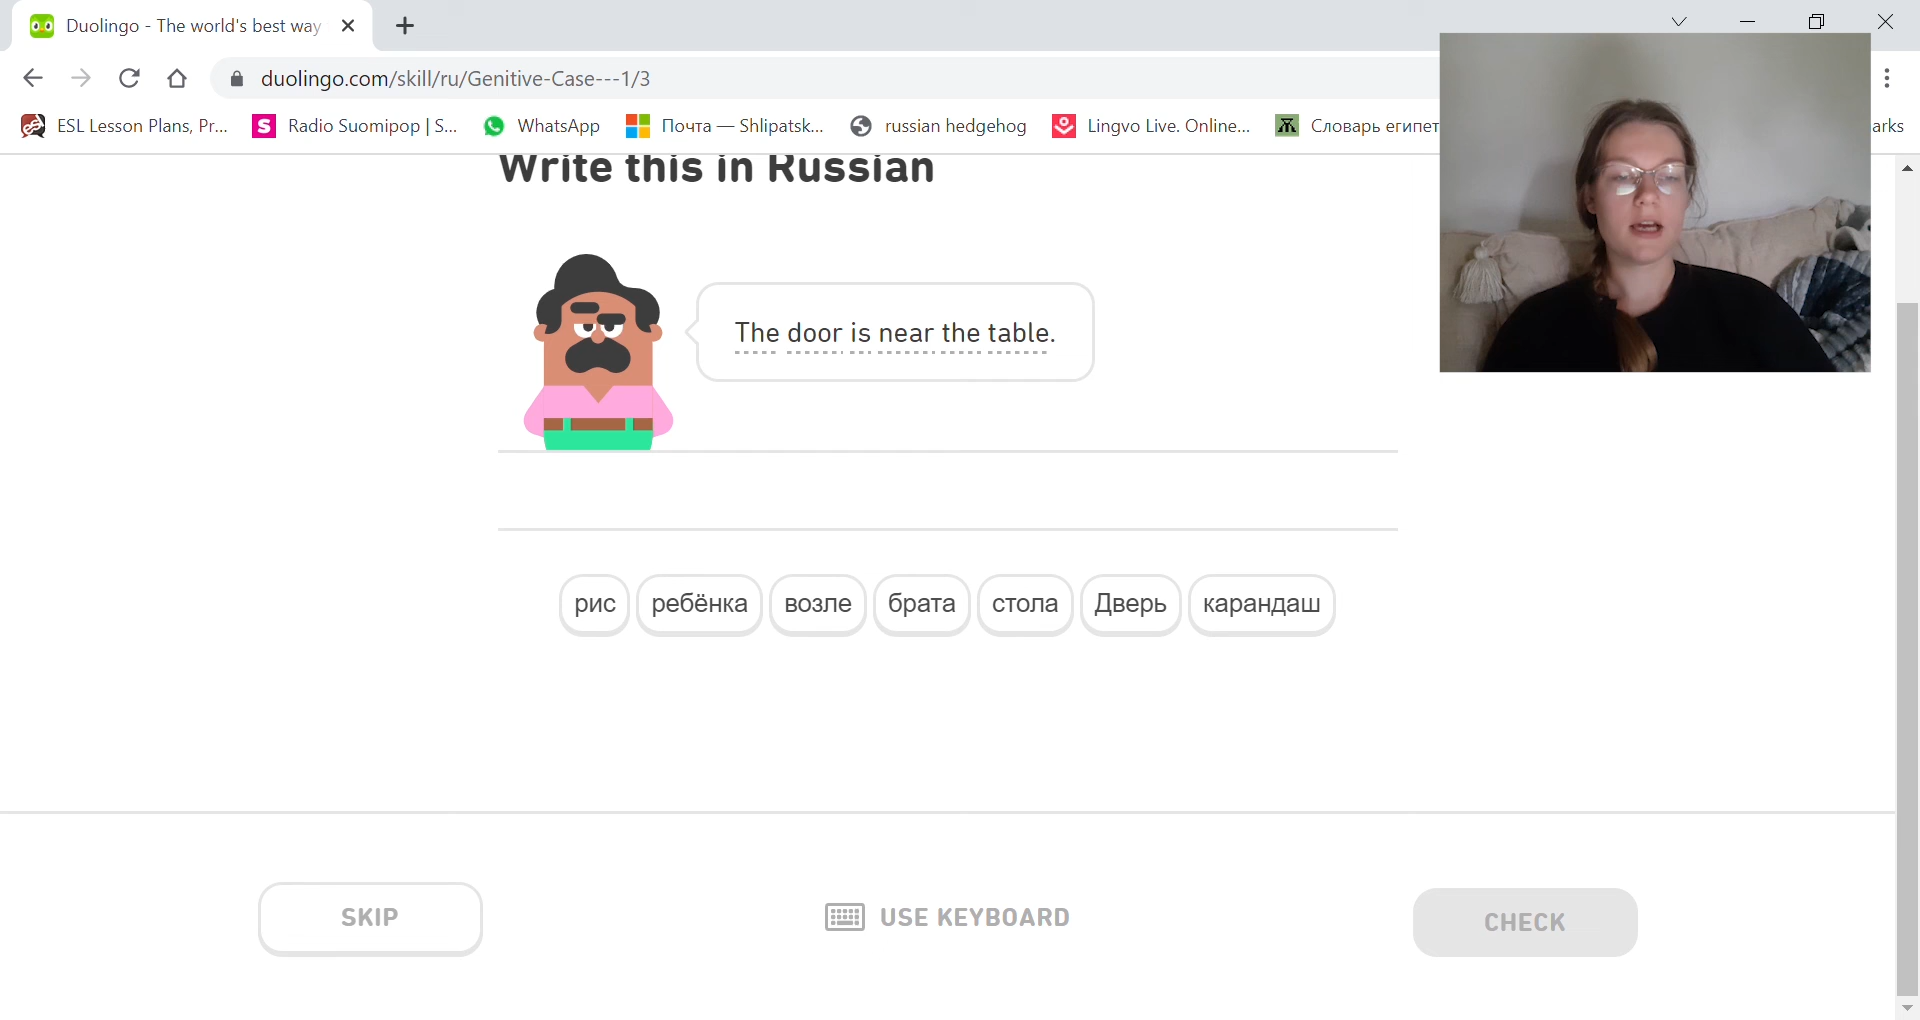 Duolingo - The world's best way
duolingo.com/skill/ru/Genitive-Case---1/3
ESL Lesson Plans, Pr... Radio Suomipop | S... WhatsApp Почта — Shlipatsk... russian hedgehog Lingvo Live. Online... Словарь египет arks
Write this in Russian
The door is near the table.
рис ребёнка возле брата стола Дверь карандаш
SKIP USE KEYBOARD CHECK